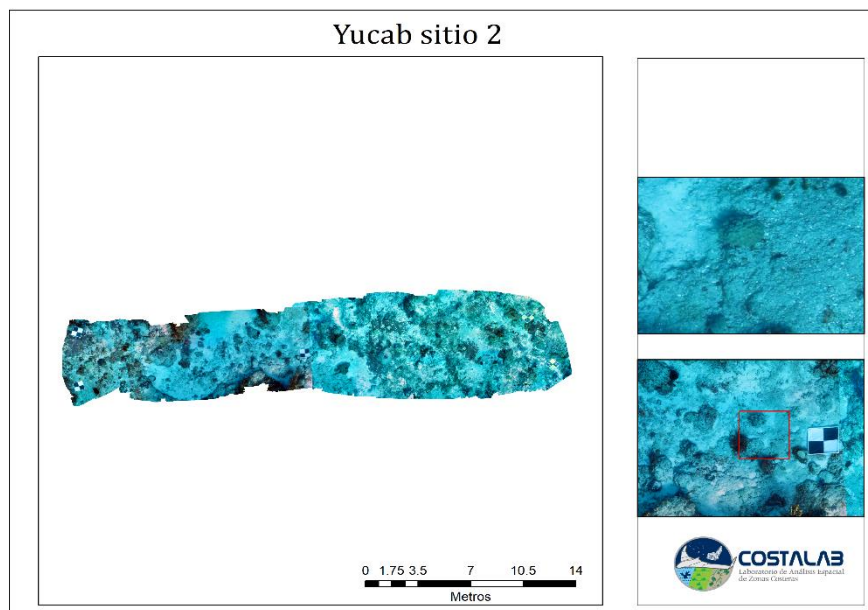 Yucab sitio 2
0 1.75 3.5 7 10.5 14
Metros
COSTALAB
Laboratorio de Análisis Espacial
de Zonas Costeras